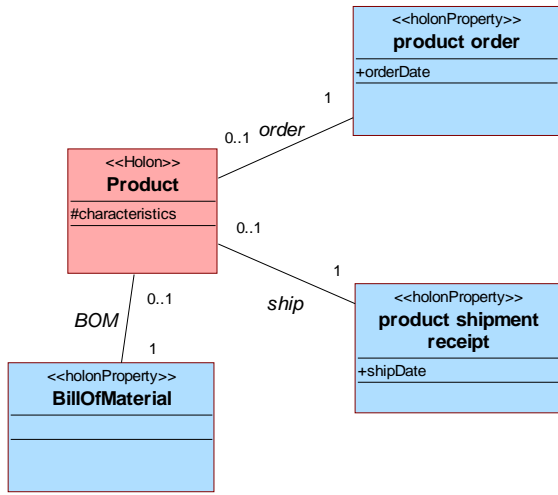 <<holonProperty>>
product order
+orderDate
1
0..1
order
<<Holon>>
Product
#characteristics
0..1
1
ship
<<holonProperty>>
product shipment
receipt
+shipDate
0..1
BOM
1
<<holonProperty>>
BillOfMaterial